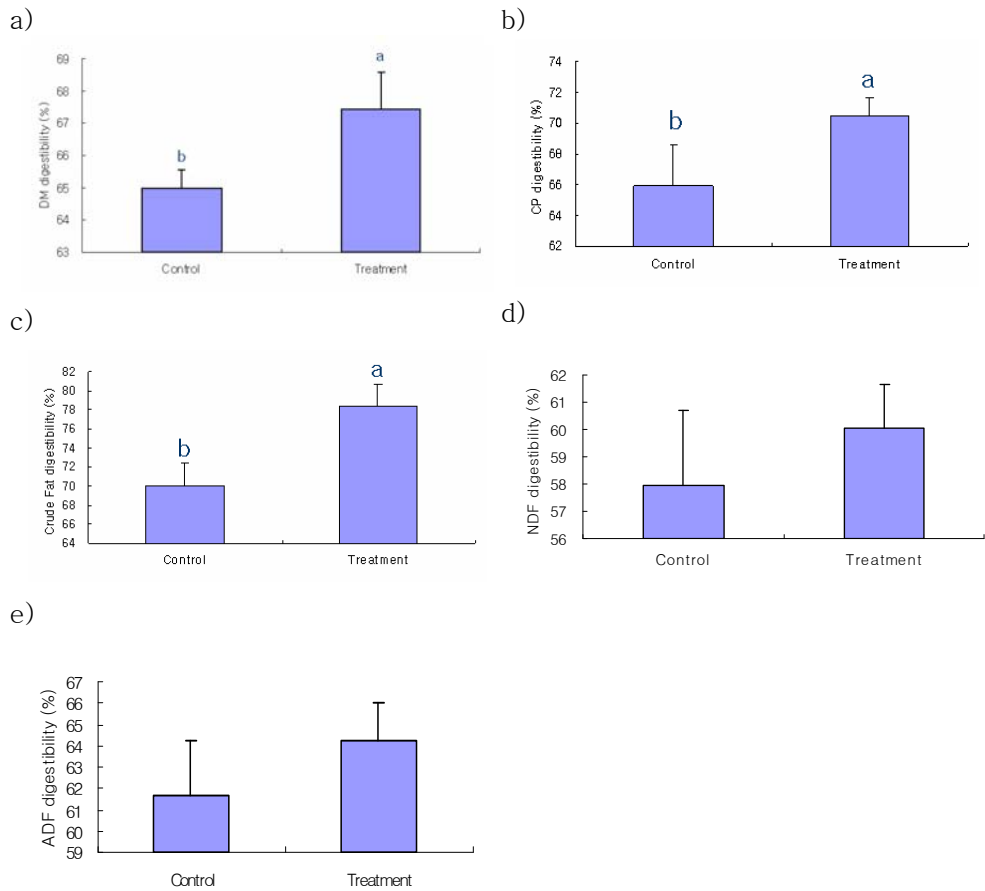 a)
69
68
67
66
65
64
63
DM digestibility (%)
b
a
Control
Treatment
b)
74
72
70
68
66
64
62
CP digestibility (%)
b
a
Control
Treatment
c)
82
80
78
76
74
72
70
68
66
64
Crude Fat digestibility (%)
b
a
Control
Treatment
d)
62
61
60
59
58
57
56
NDF digestibility (%)
Control
Treatment
e)
67
66
65
64
63
62
61
60
59
ADF digestibility (%)
Control
Treatment